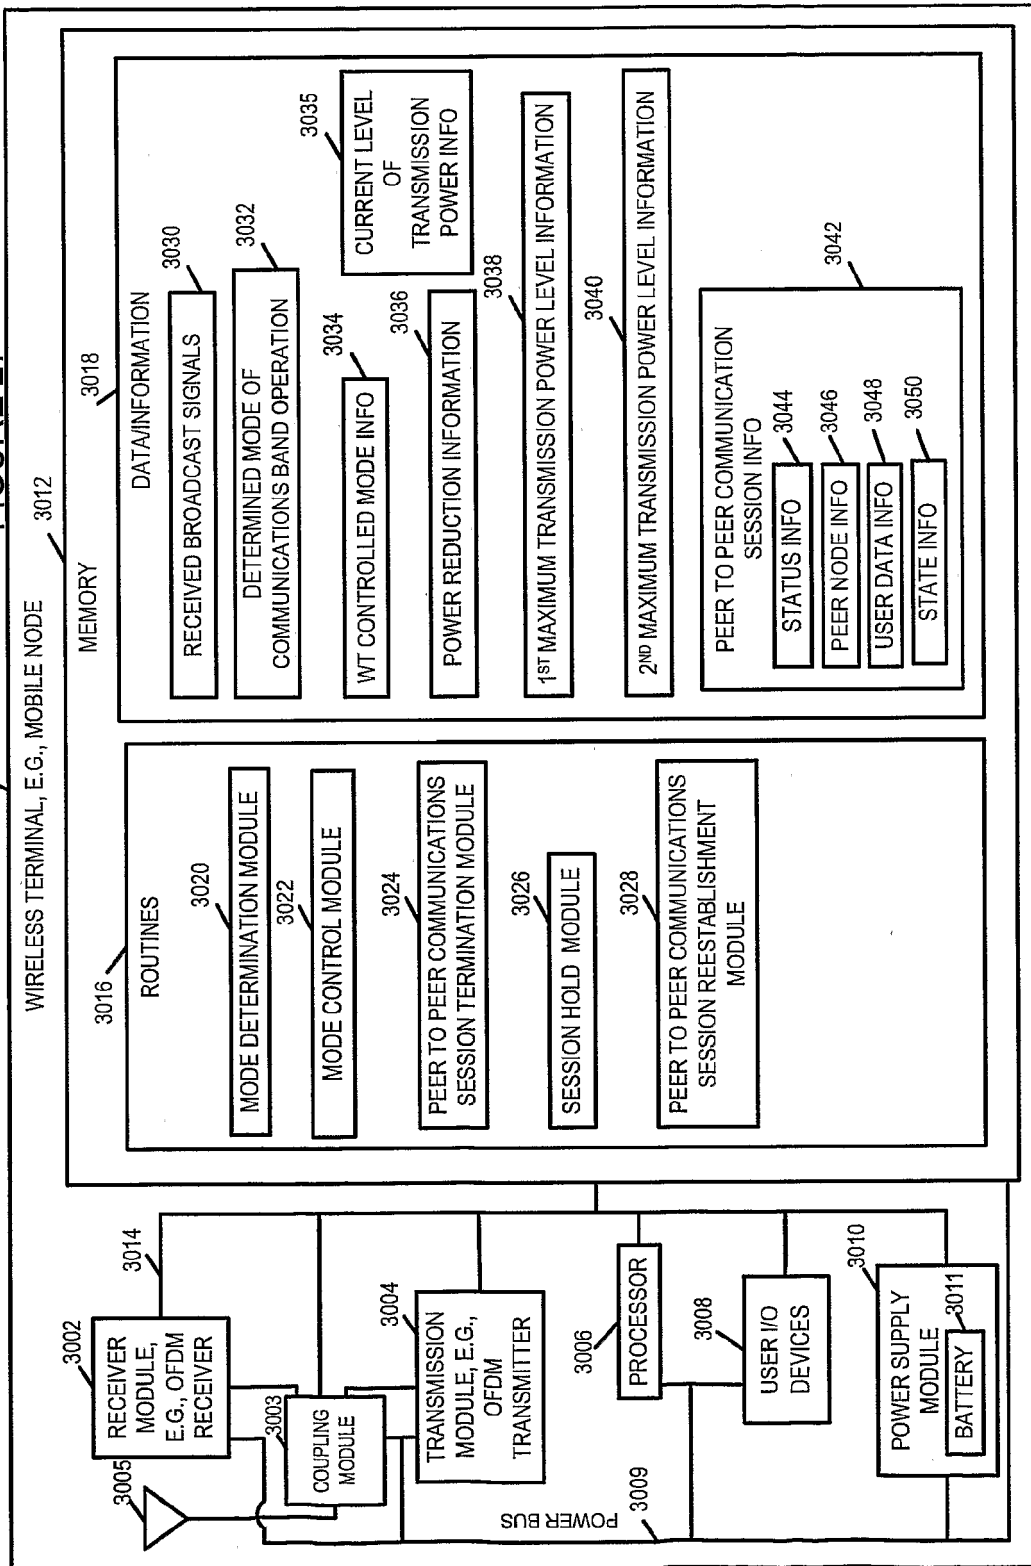 WIRELESS TERMINAL, E.G., MOBILE NODE
3012
MEMORY
3002
RECEIVER
MODULE,
E.G., OFDM
RECEIVER
3014
3005
3003
COUPLING
MODULE
3004
TRANSMISSION
MODULE, E.G.,
OFDM
TRANSMITTER
3006
PROCESSOR
3008
USER I/O
DEVICES
3010
POWER SUPPLY
MODULE
3011
BATTERY
POWER BUS
3009
3016
ROUTINES
3020
MODE DETERMINATION MODULE
3022
MODE CONTROL MODULE
3024
PEER TO PEER COMMUNICATIONS
SESSION TERMINATION MODULE
3026
SESSION HOLD MODULE
3028
PEER TO PEER COMMUNICATIONS
SESSION REESTABLISHMENT
MODULE
3018
DATA/INFORMATION
3030
RECEIVED BROADCAST SIGNALS
3032
DETERMINED MODE OF
COMMUNICATIONS BAND OPERATION
3034
WT CONTROLLED MODE INFO
3035
CURRENT LEVEL
OF
TRANSMISSION
POWER INFO
3036
POWER REDUCTION INFORMATION
3038
1ST MAXIMUM TRANSMISSION POWER LEVEL INFORMATION
3040
2ND MAXIMUM TRANSMISSION POWER LEVEL INFORMATION
3042
PEER TO PEER COMMUNICATION
SESSION INFO
3044
STATUS INFO
3046
PEER NODE INFO
3048
USER DATA INFO
3050
STATE INFO